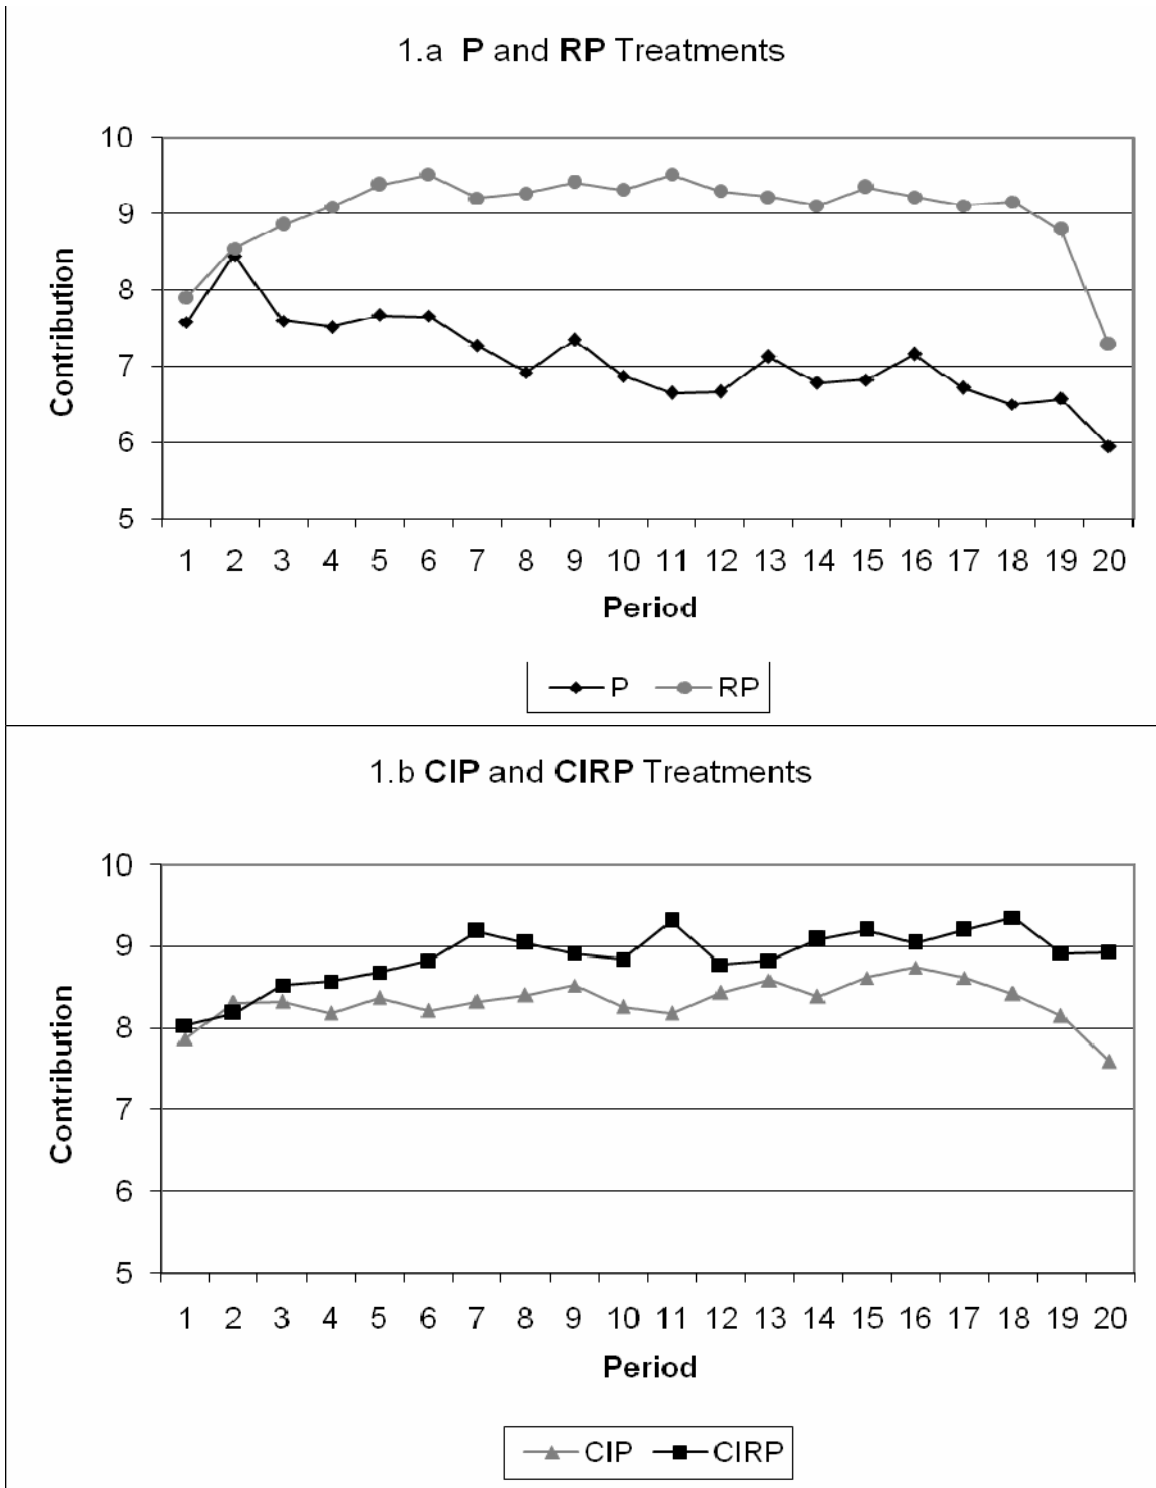 1.a P and RP Treatments
10
9
8
7
6
5
Contribution
1 2 3 4 5 6 7 8 9 10 11 12 13 14 15 16 17 18 19 20
Period
P RP
1.b CIP and CIRP Treatments
10
9
8
7
6
5
Contribution
1 2 3 4 5 6 7 8 9 10 11 12 13 14 15 16 17 18 19 20
Period
CIP CIRP